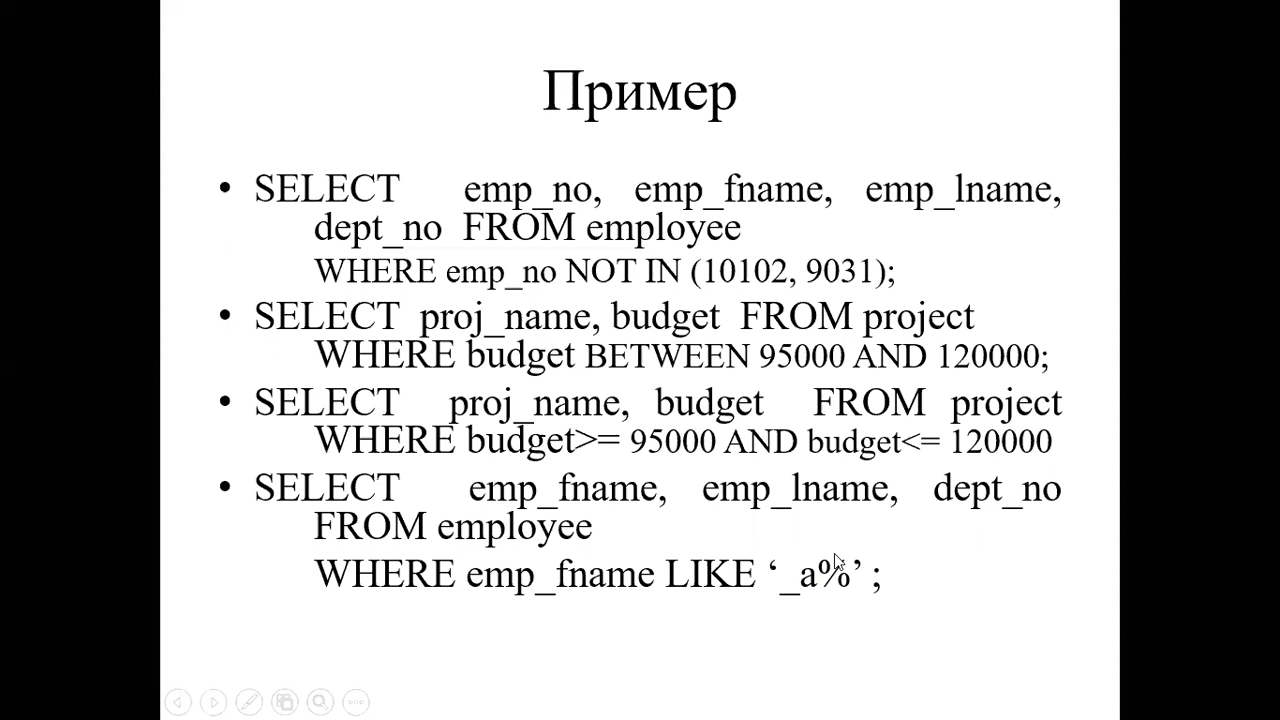 Пример
• SELECT emp_no, emp_fname, emp_lname,
dept_no FROM employee
WHERE emp_no NOT IN (10102, 9031);
• SELECT proj_name, budget FROM project
WHERE budget BETWEEN 95000 AND 120000;
• SELECT proj_name, budget FROM project
WHERE budget>= 95000 AND budget<= 120000
• SELECT emp_fname, emp_lname, dept_no
FROM employee
WHERE emp_fname LIKE ‘_a%’ ;